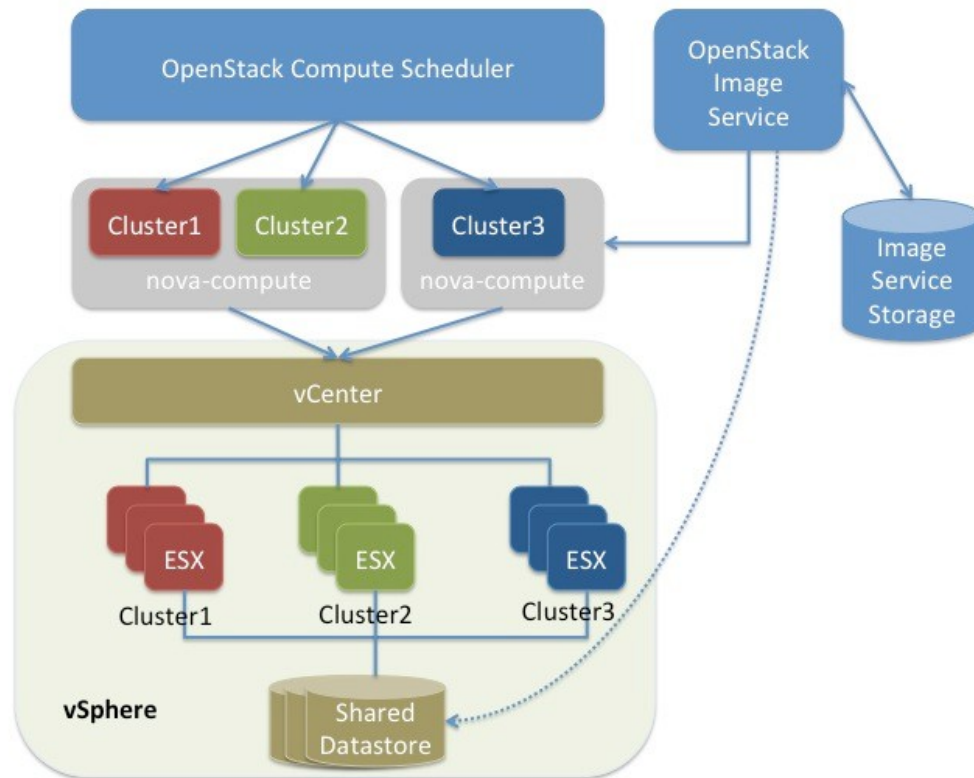 OpenStack Compute Scheduler
OpenStack
Image
Service
Cluster1
Cluster2
nova-compute
Cluster3
nova-compute
Image
Service
Storage
vCenter
ESX
Cluster1
ESX
Cluster2
ESX
Cluster3
vSphere
Shared
Datastore